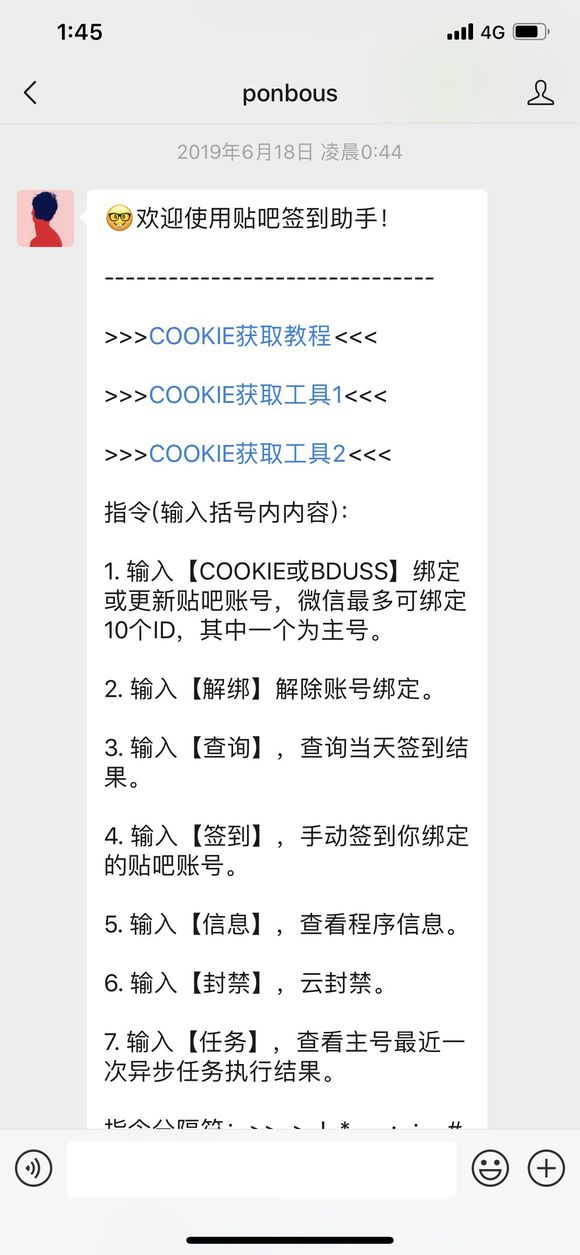 1:45
4G
ponbous
2019年6月18日 凌晨0:44
🤓欢迎使用贴吧签到助手！
-------------------------------
>>>COOKIE获取教程<<<
>>>COOKIE获取工具1<<<
>>>COOKIE获取工具2<<<
指令(输入括号内内容)：
1. 输入【COOKIE或BDUSS】绑定
或更新贴吧账号，微信最多可绑定
10个ID，其中一个为主号。
2. 输入【解绑】解除账号绑定。
3. 输入【查询】，查询当天签到结
果。
4. 输入【签到】，手动签到你绑定
的贴吧账号。
5. 输入【信息】，查看程序信息。
6. 输入【封禁】，云封禁。
7. 输入【任务】，查看主号最近一
次异步任务执行结果。
指令分隔符：